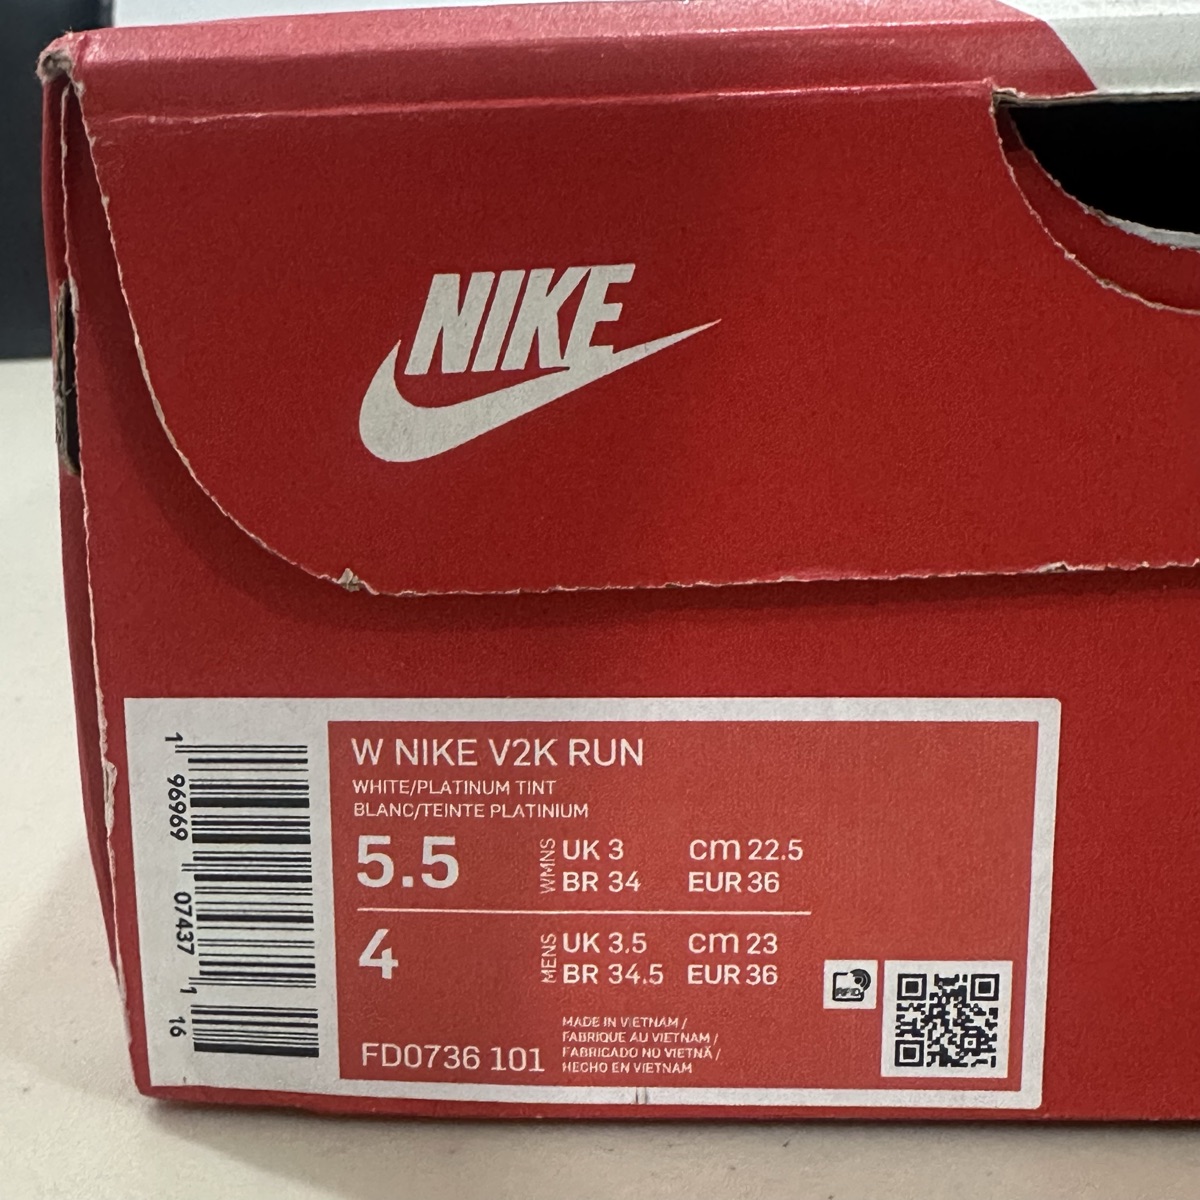 NIKE
W NIKE V2K RUN
WHITE/PLATINUM TINT
BLANC/TEINTE PLATINIUM
5.5 WMNS UK 3 cm 22.5
BR 34 EUR 36
4 MENS UK 3.5 cm 23
BR 34.5 EUR 36
FD0736 101
MADE IN VIETNAM /
FABRIQUE AU VIETNAM /
FABRICADO NO VIETNÃ /
HECHO EN VIETNAM
RFID
1 96969 07437 1 16